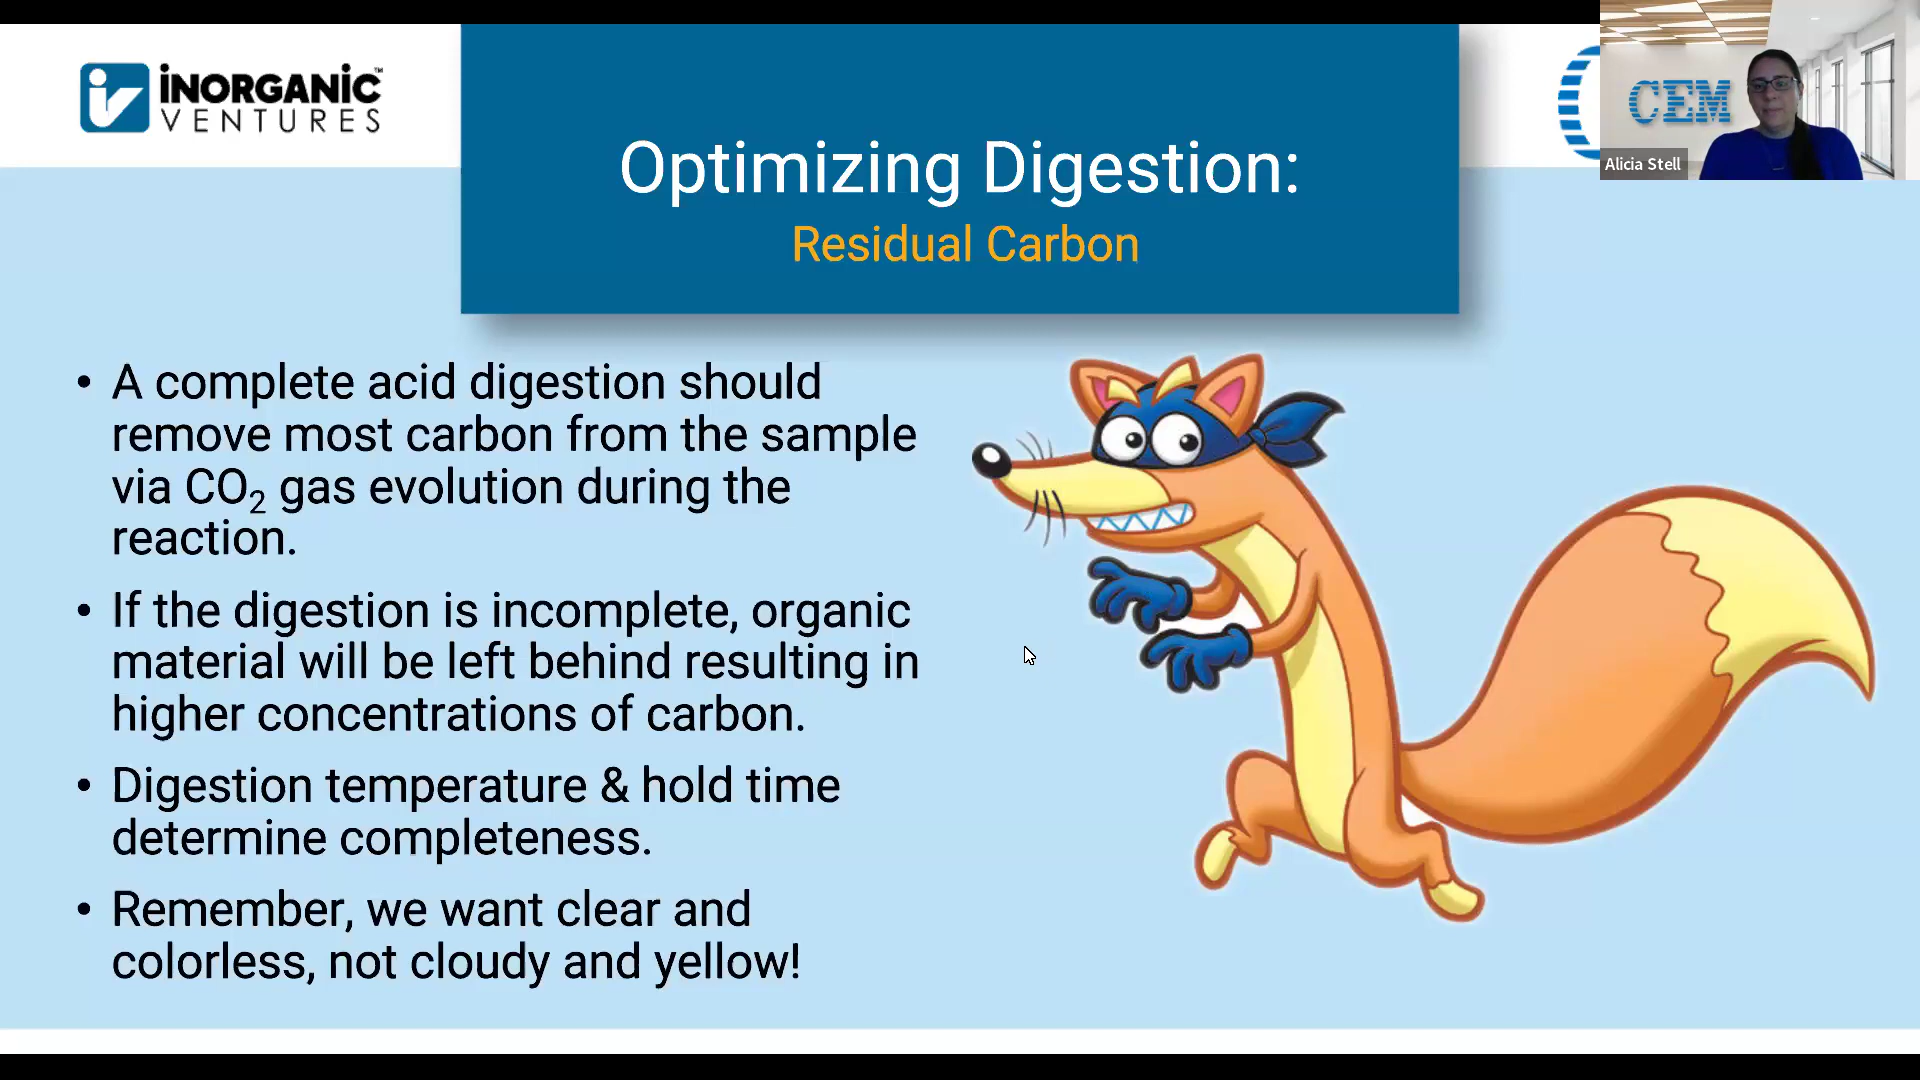 iNORGANiC™
VENTURES
CEM
Alicia Stell
Optimizing Digestion:
Residual Carbon
• A complete acid digestion should
remove most carbon from the sample
via CO₂ gas evolution during the
reaction.
• If the digestion is incomplete, organic
material will be left behind resulting in
higher concentrations of carbon.
• Digestion temperature & hold time
determine completeness.
• Remember, we want clear and
colorless, not cloudy and yellow!